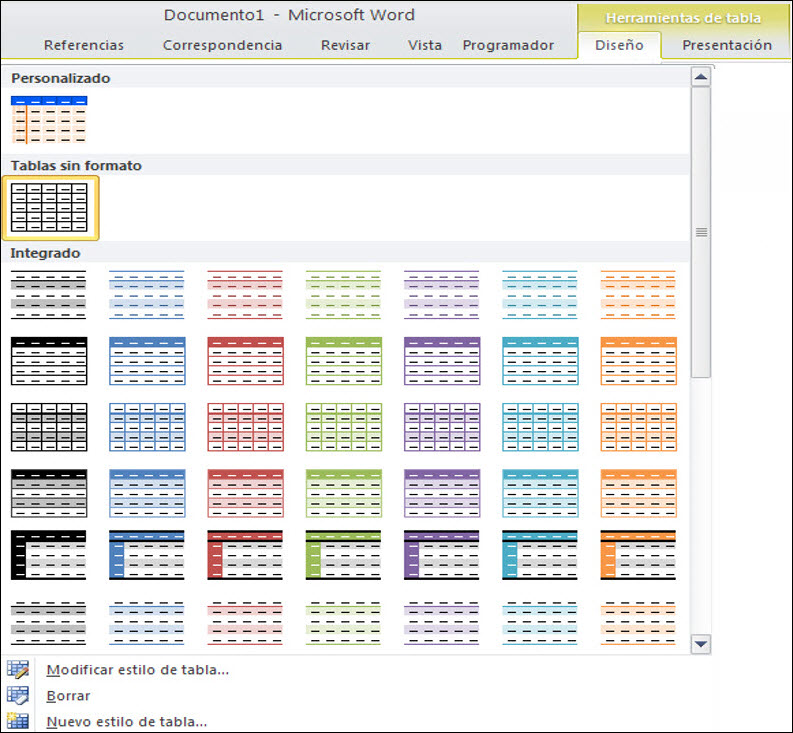 Documento1 - Microsoft Word
Herramientas de tabla
Referencias Correspondencia Revisar Vista Programador Diseño Presentación
Personalizado
Tablas sin formato
Integrado
Modificar estilo de tabla...
Borrar
Nuevo estilo de tabla...